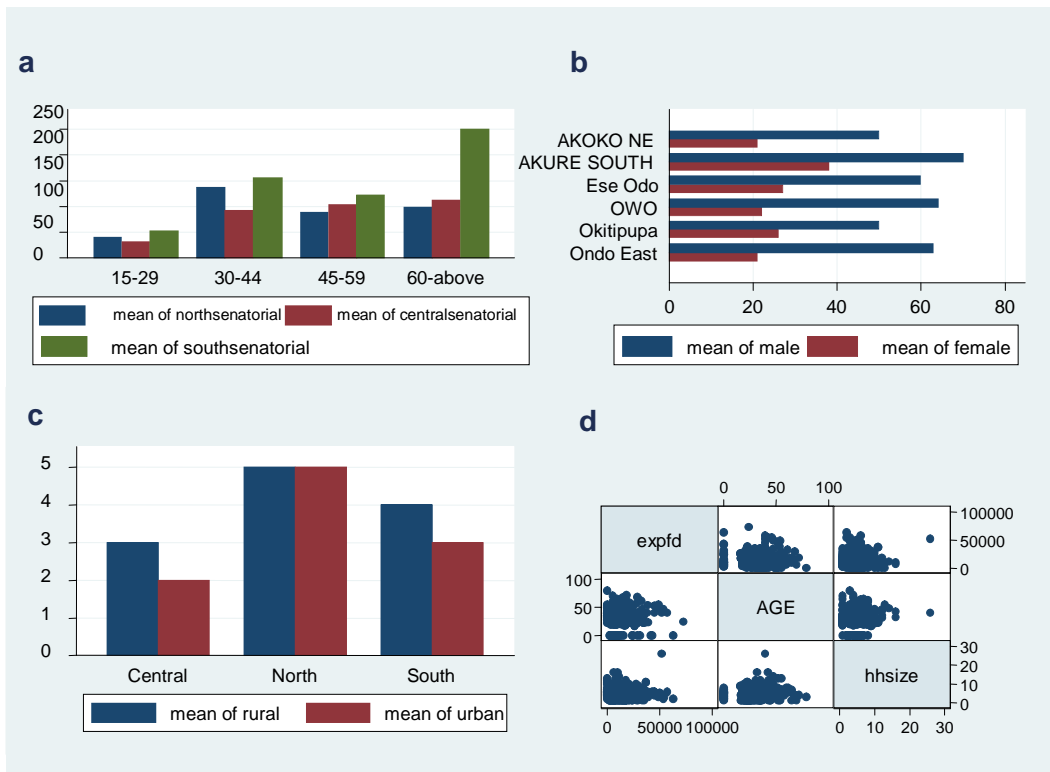 a
250
200
150
100
50
0
15-29 30-44 45-59 60-above
mean of northsenatorial mean of centralsenatorial
mean of southsenatorial
b
AKOKO NE
AKURE SOUTH
Ese Odo
OWO
Okitipupa
Ondo East
0 20 40 60 80
mean of male mean of female
c
5
4
3
2
1
0
Central North South
mean of rural mean of urban
d
0 50 100
expfd
100000
50000
0
100
50
0
AGE
hhsize
30
20
10
0
0 50000 100000
0 10 20 30